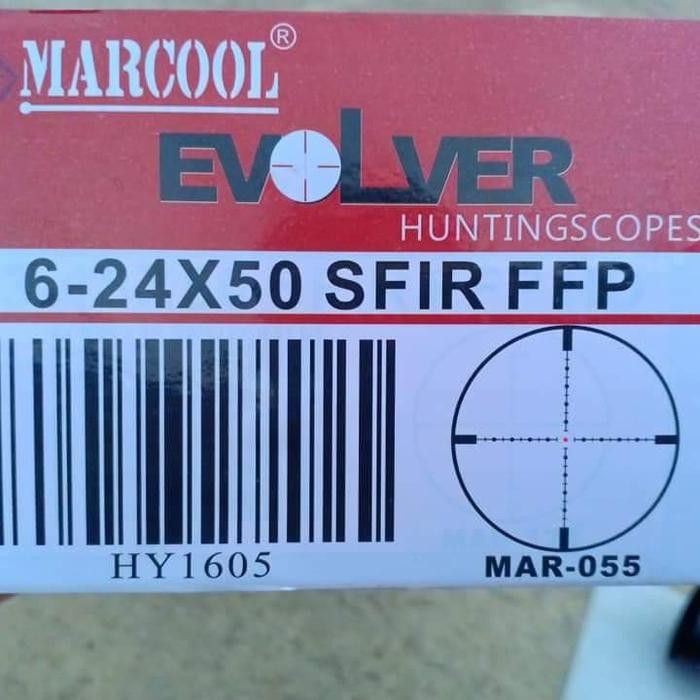 MARCOOL®
EVOLVER
HUNTINGSCOPES
6-24X50 SFIR FFP
HY1605
MAR-055